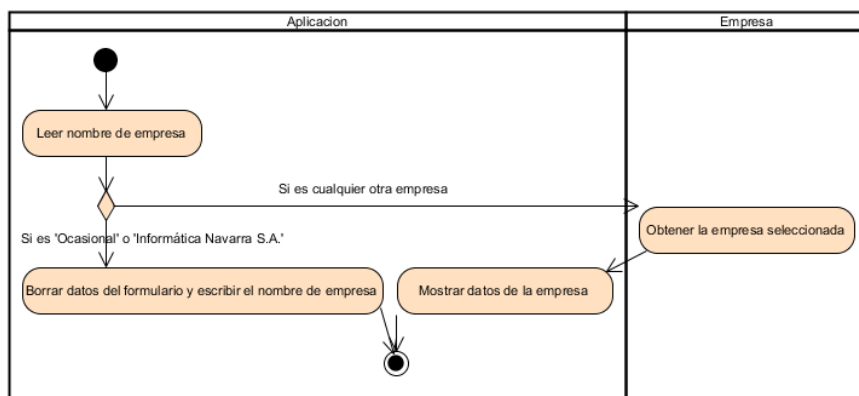 Aplicacion
Empresa
Leer nombre de empresa
Si es cualquier otra empresa
Obtener la empresa seleccionada
Si es 'Ocasional' o 'Informática Navarra S.A.'
Borrar datos del formulario y escribir el nombre de empresa
Mostrar datos de la empresa